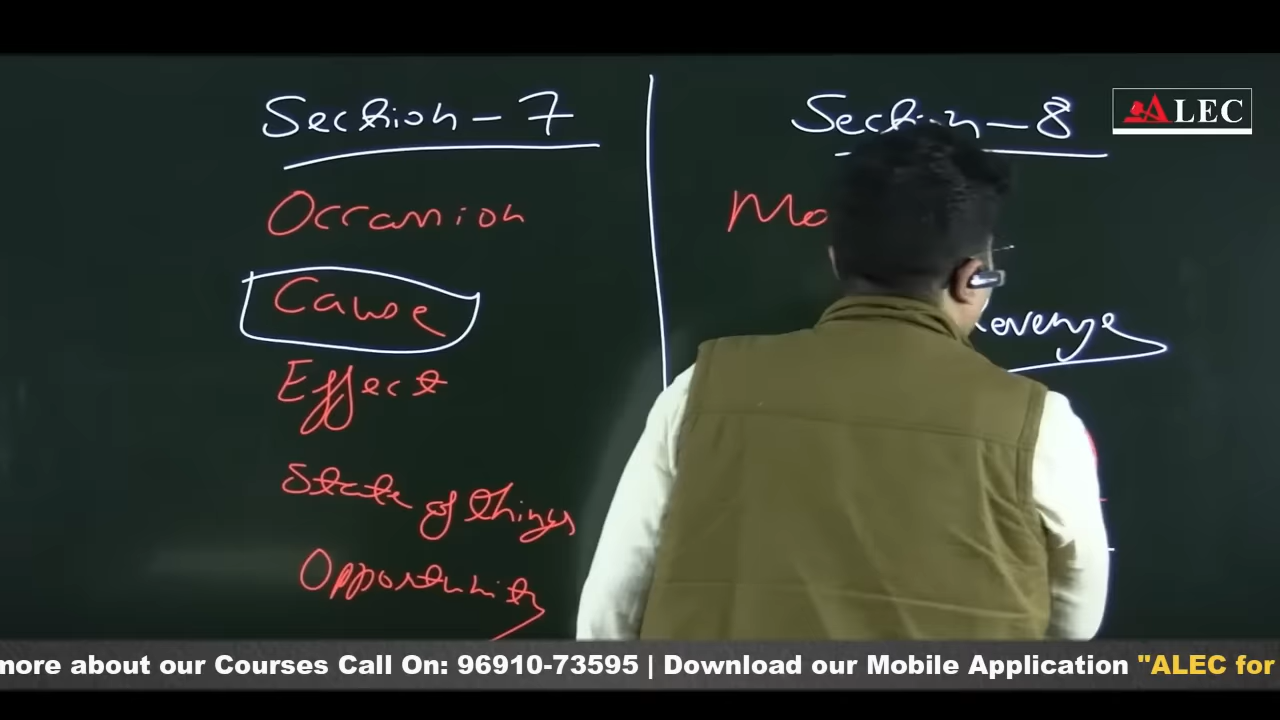 Section - 7
Section - 8
ALEC
Occasion
Mo
Cause
Revenge
Effect
State of things
Opportunity
more about our Courses Call On: 96910-73595 | Download our Mobile Application "ALEC for